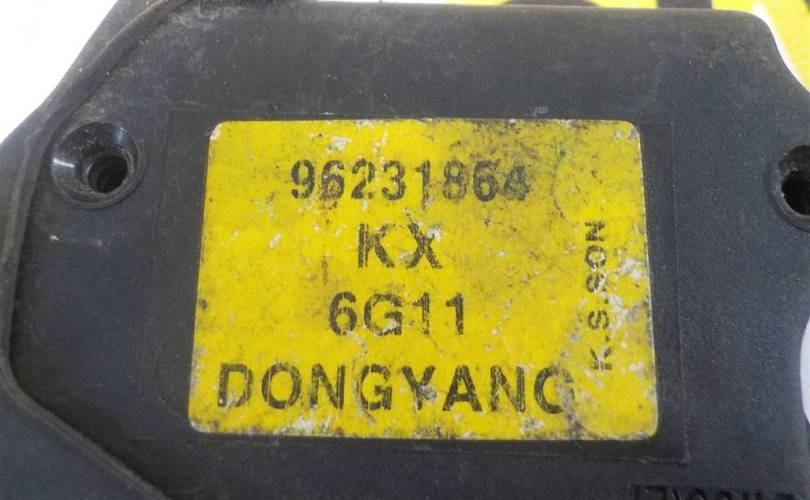 96231864
KX
6G11
DONGYANG
K.S.SON